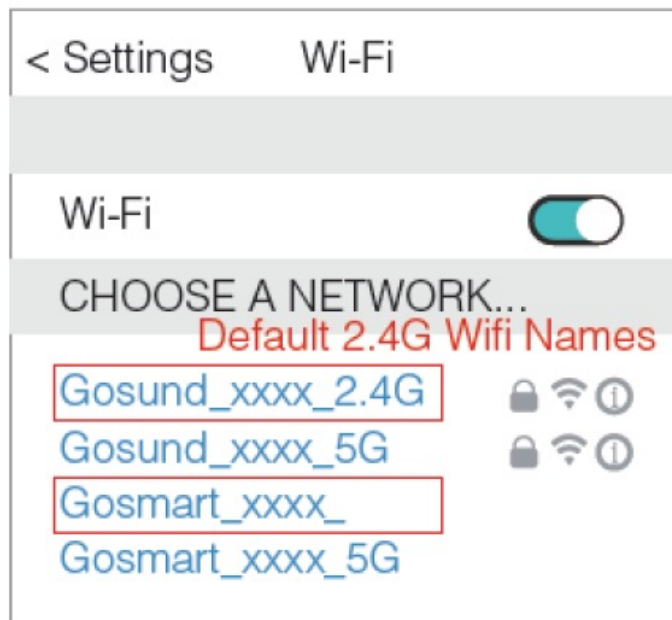 < Settings Wi-Fi
Wi-Fi
CHOOSE A NETWORK...
Default 2.4G Wifi Names
Gosund_xxxx_2.4G
Gosund_xxxx_5G
Gosmart_xxxx_
Gosmart_xxxx_5G